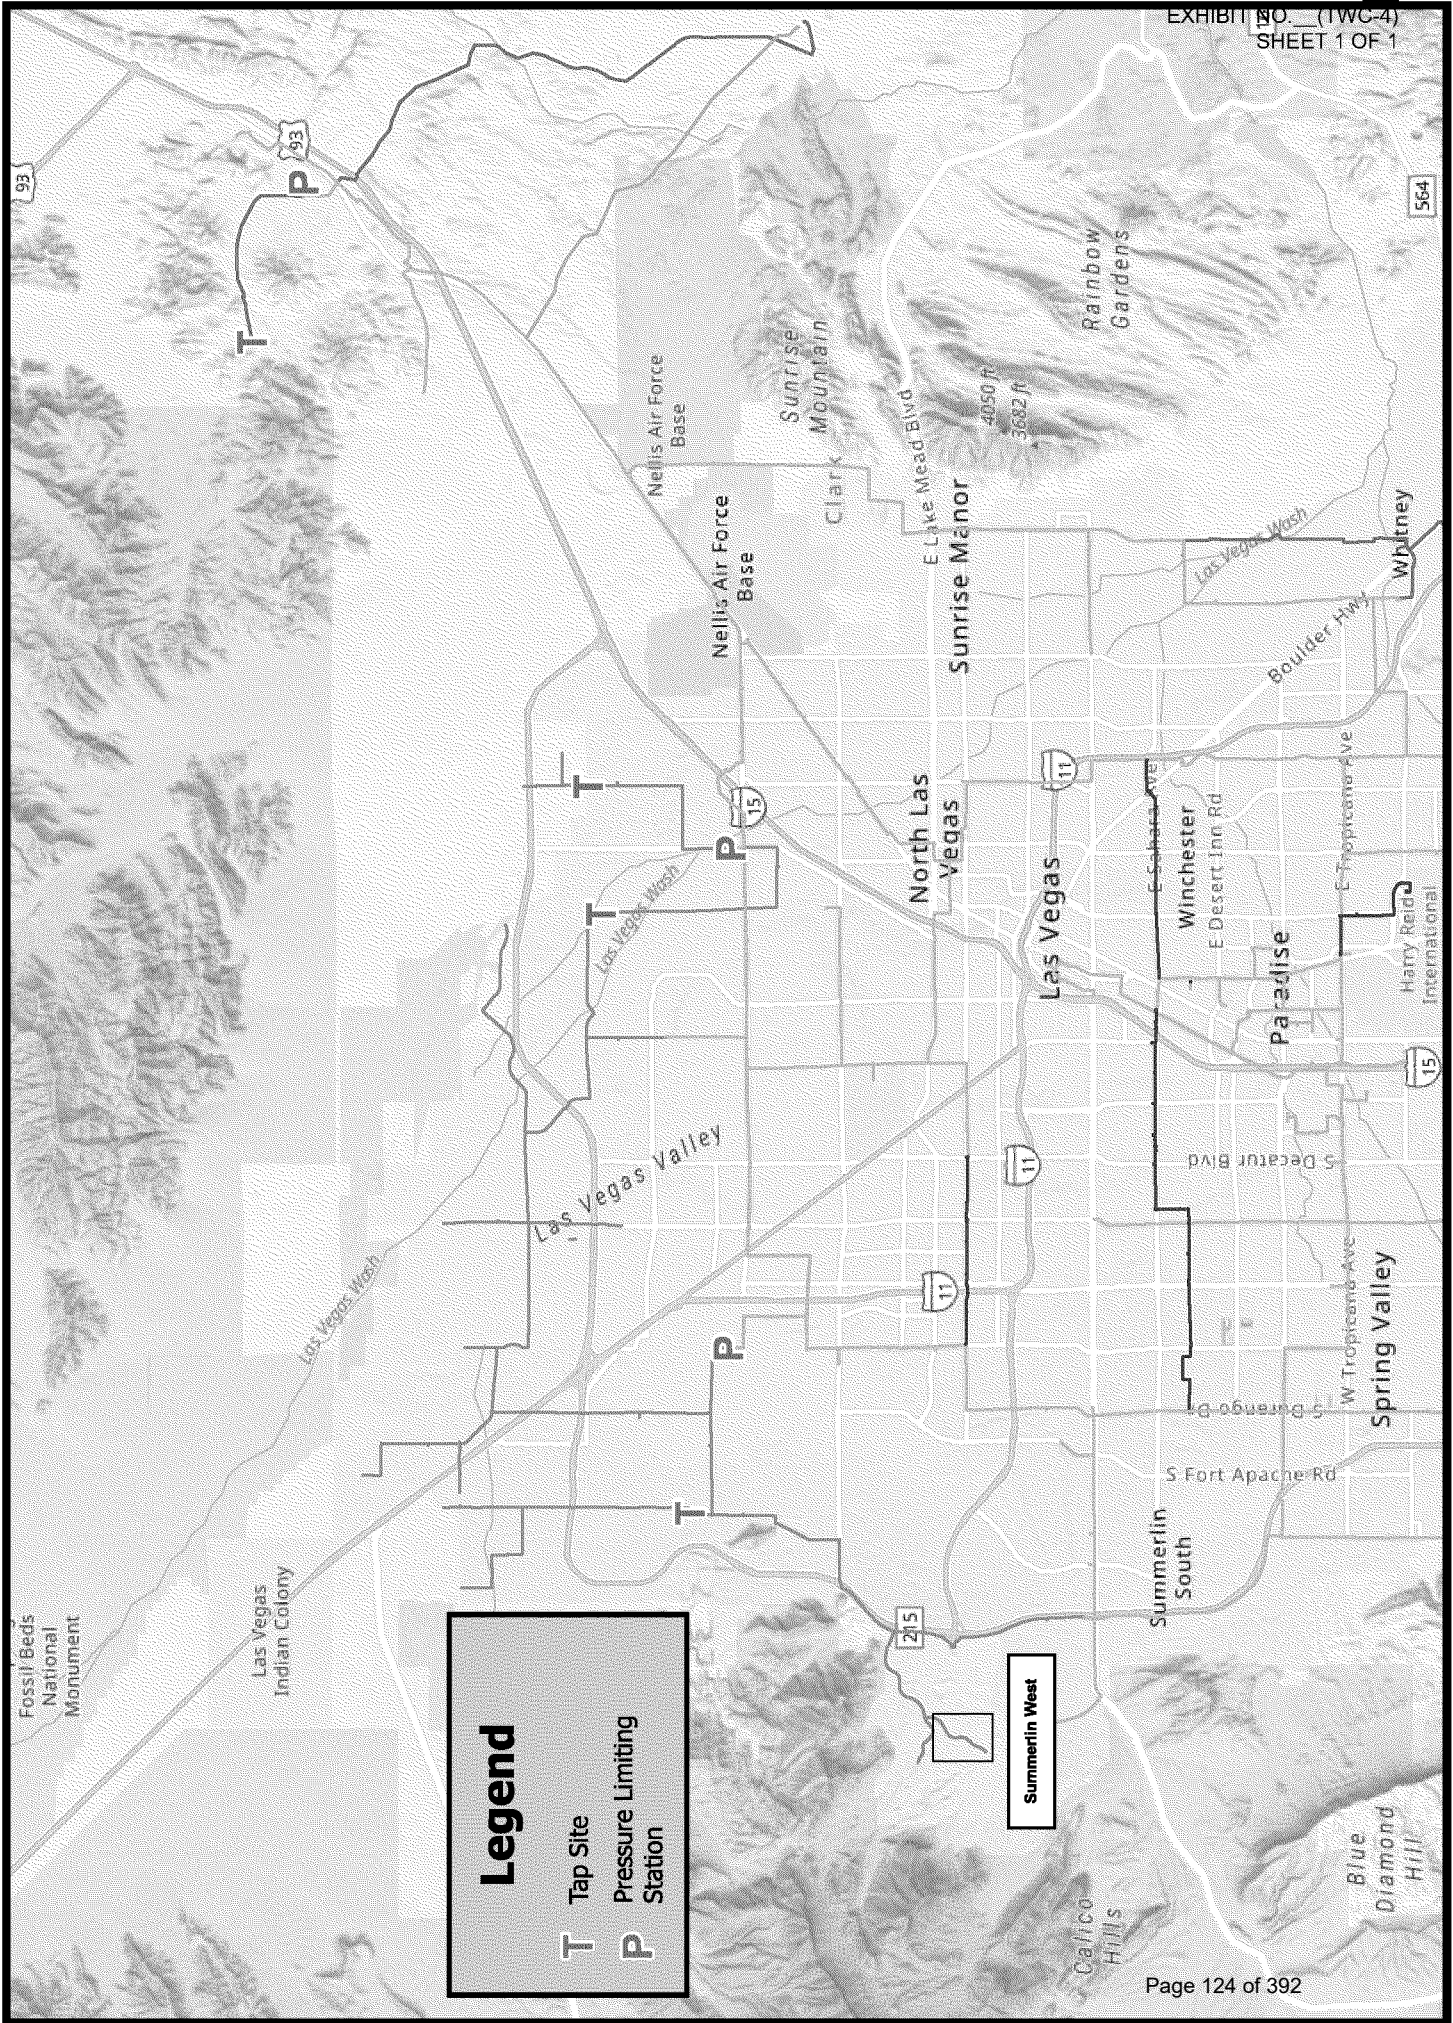 EXHIBIT NO.__(TWC-4)
SHEET 1 OF 1
93
93
P
T
564
Rainbow
Gardens
Sunrise
Mountain
4050 ft
3682 ft
Nellis Air Force
Base
Clark
E Lake Mead Blvd
Sunrise Manor
Nellis Air Force
Base
Las Vegas Wash
Whitney
Boulder Hwy
T
15
P
T
Las Vegas Wash
North Las
Vegas
11
Las Vegas
E Sahara Ave
Winchester
E Desert Inn Rd
E Tropicana Ave
Paradise
Harry Reid
International
15
Las Vegas Valley
11
S Decatur Blvd
11
Las Vegas Wash
P
W Tropicana Ave
Spring Valley
S Durango Dr
S Fort Apache Rd
T
Summerlin
South
215
Las Vegas
Indian Colony
Fossil Beds
National
Monument
Summerlin West
Legend
T Tap Site
P Pressure Limiting
Station
Calico
Hills
Blue
Diamond
Hill
Page 124 of 392